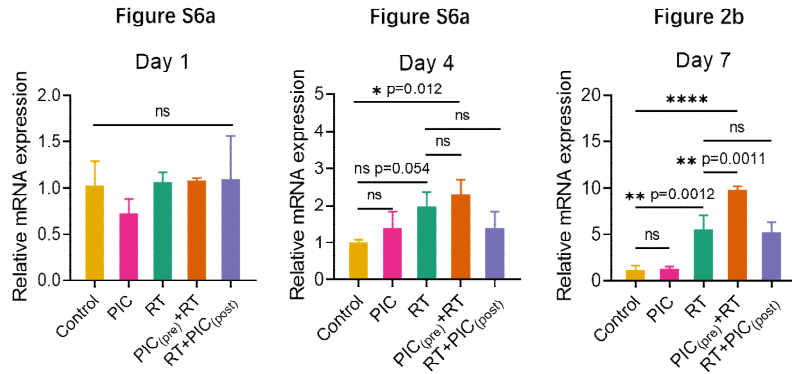 Figure S6a
Day 1
Relative mRNA expression
2.0
1.5
1.0
0.5
0.0
ns
Control
PIC
RT
PIC(pre)+RT
RT+PIC(post)
Figure S6a
Day 4
Relative mRNA expression
5
4
3
2
1
0
* p=0.012
ns
ns p=0.054
ns
ns
Control
PIC
RT
PIC(pre)+RT
RT+PIC(post)
Figure 2b
Day 7
Relative mRNA expression
20
15
10
5
0
****
ns
** p=0.0011
** p=0.0012
ns
Control
PIC
RT
PIC(pre)+RT
RT+PIC(post)